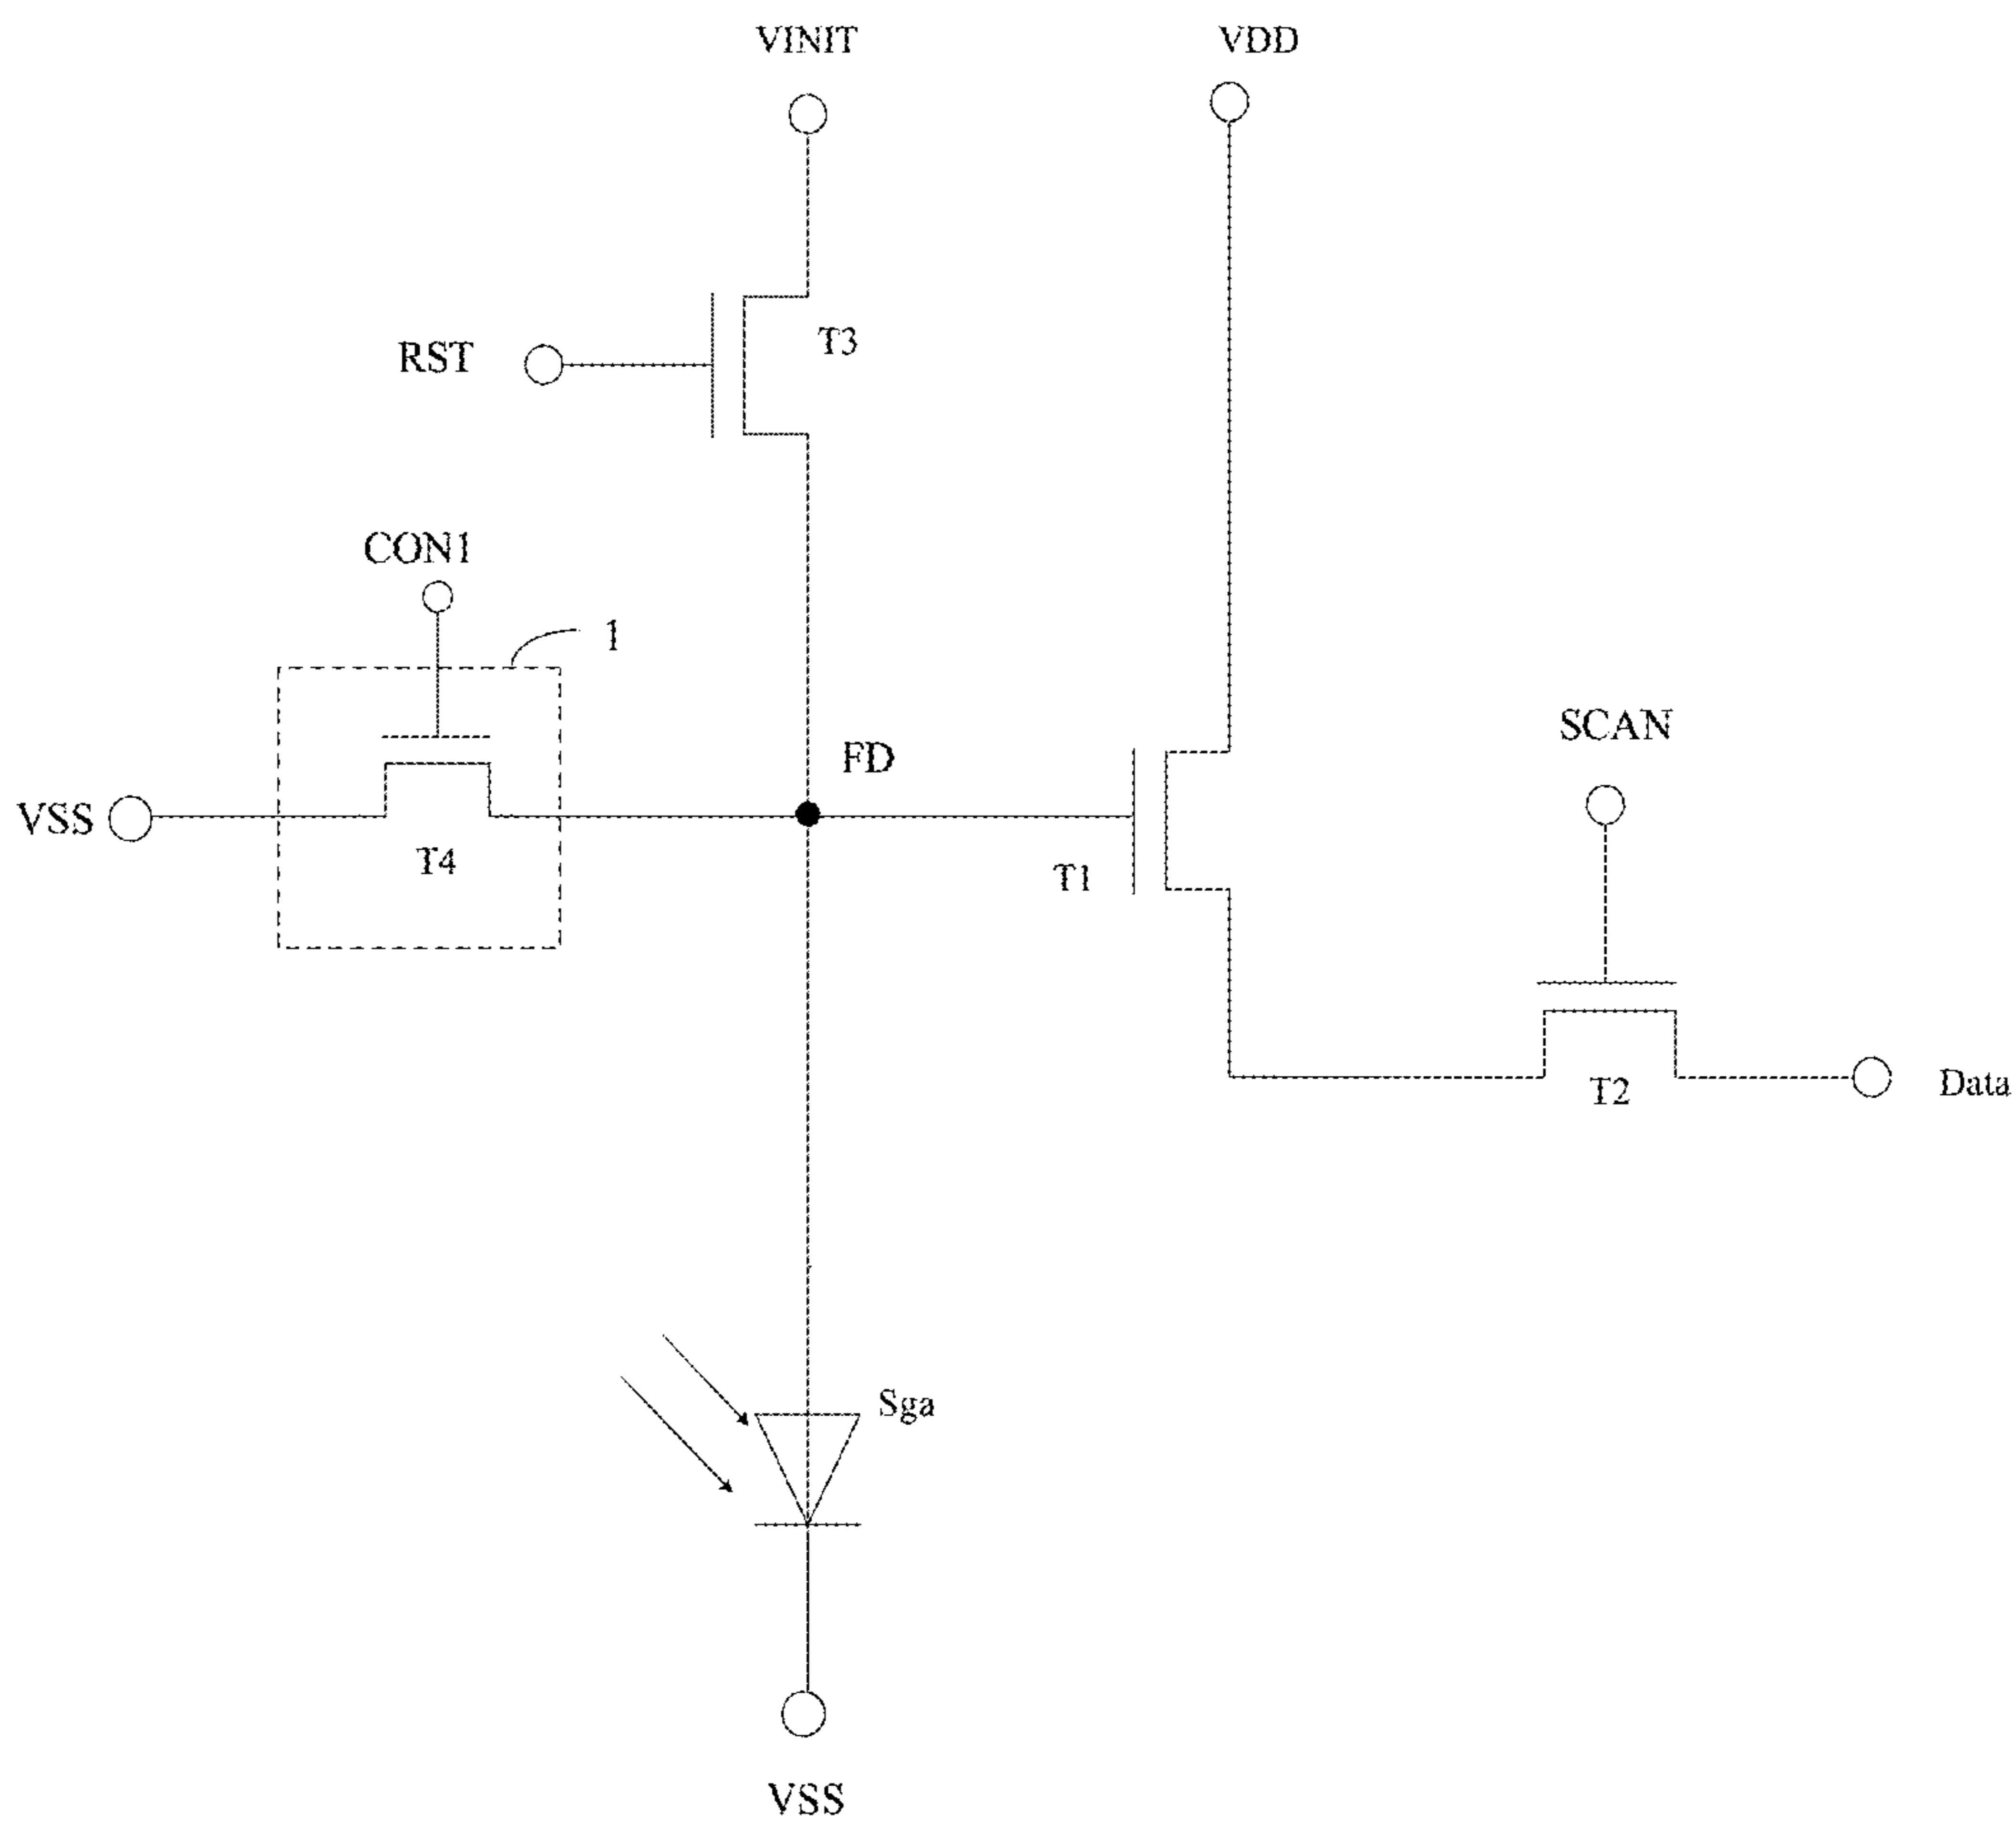 VINIT
VDD
T3
RST
CON1
1
SCAN
FD
VSS
T4
T1
T2
Data
Sga
VSS